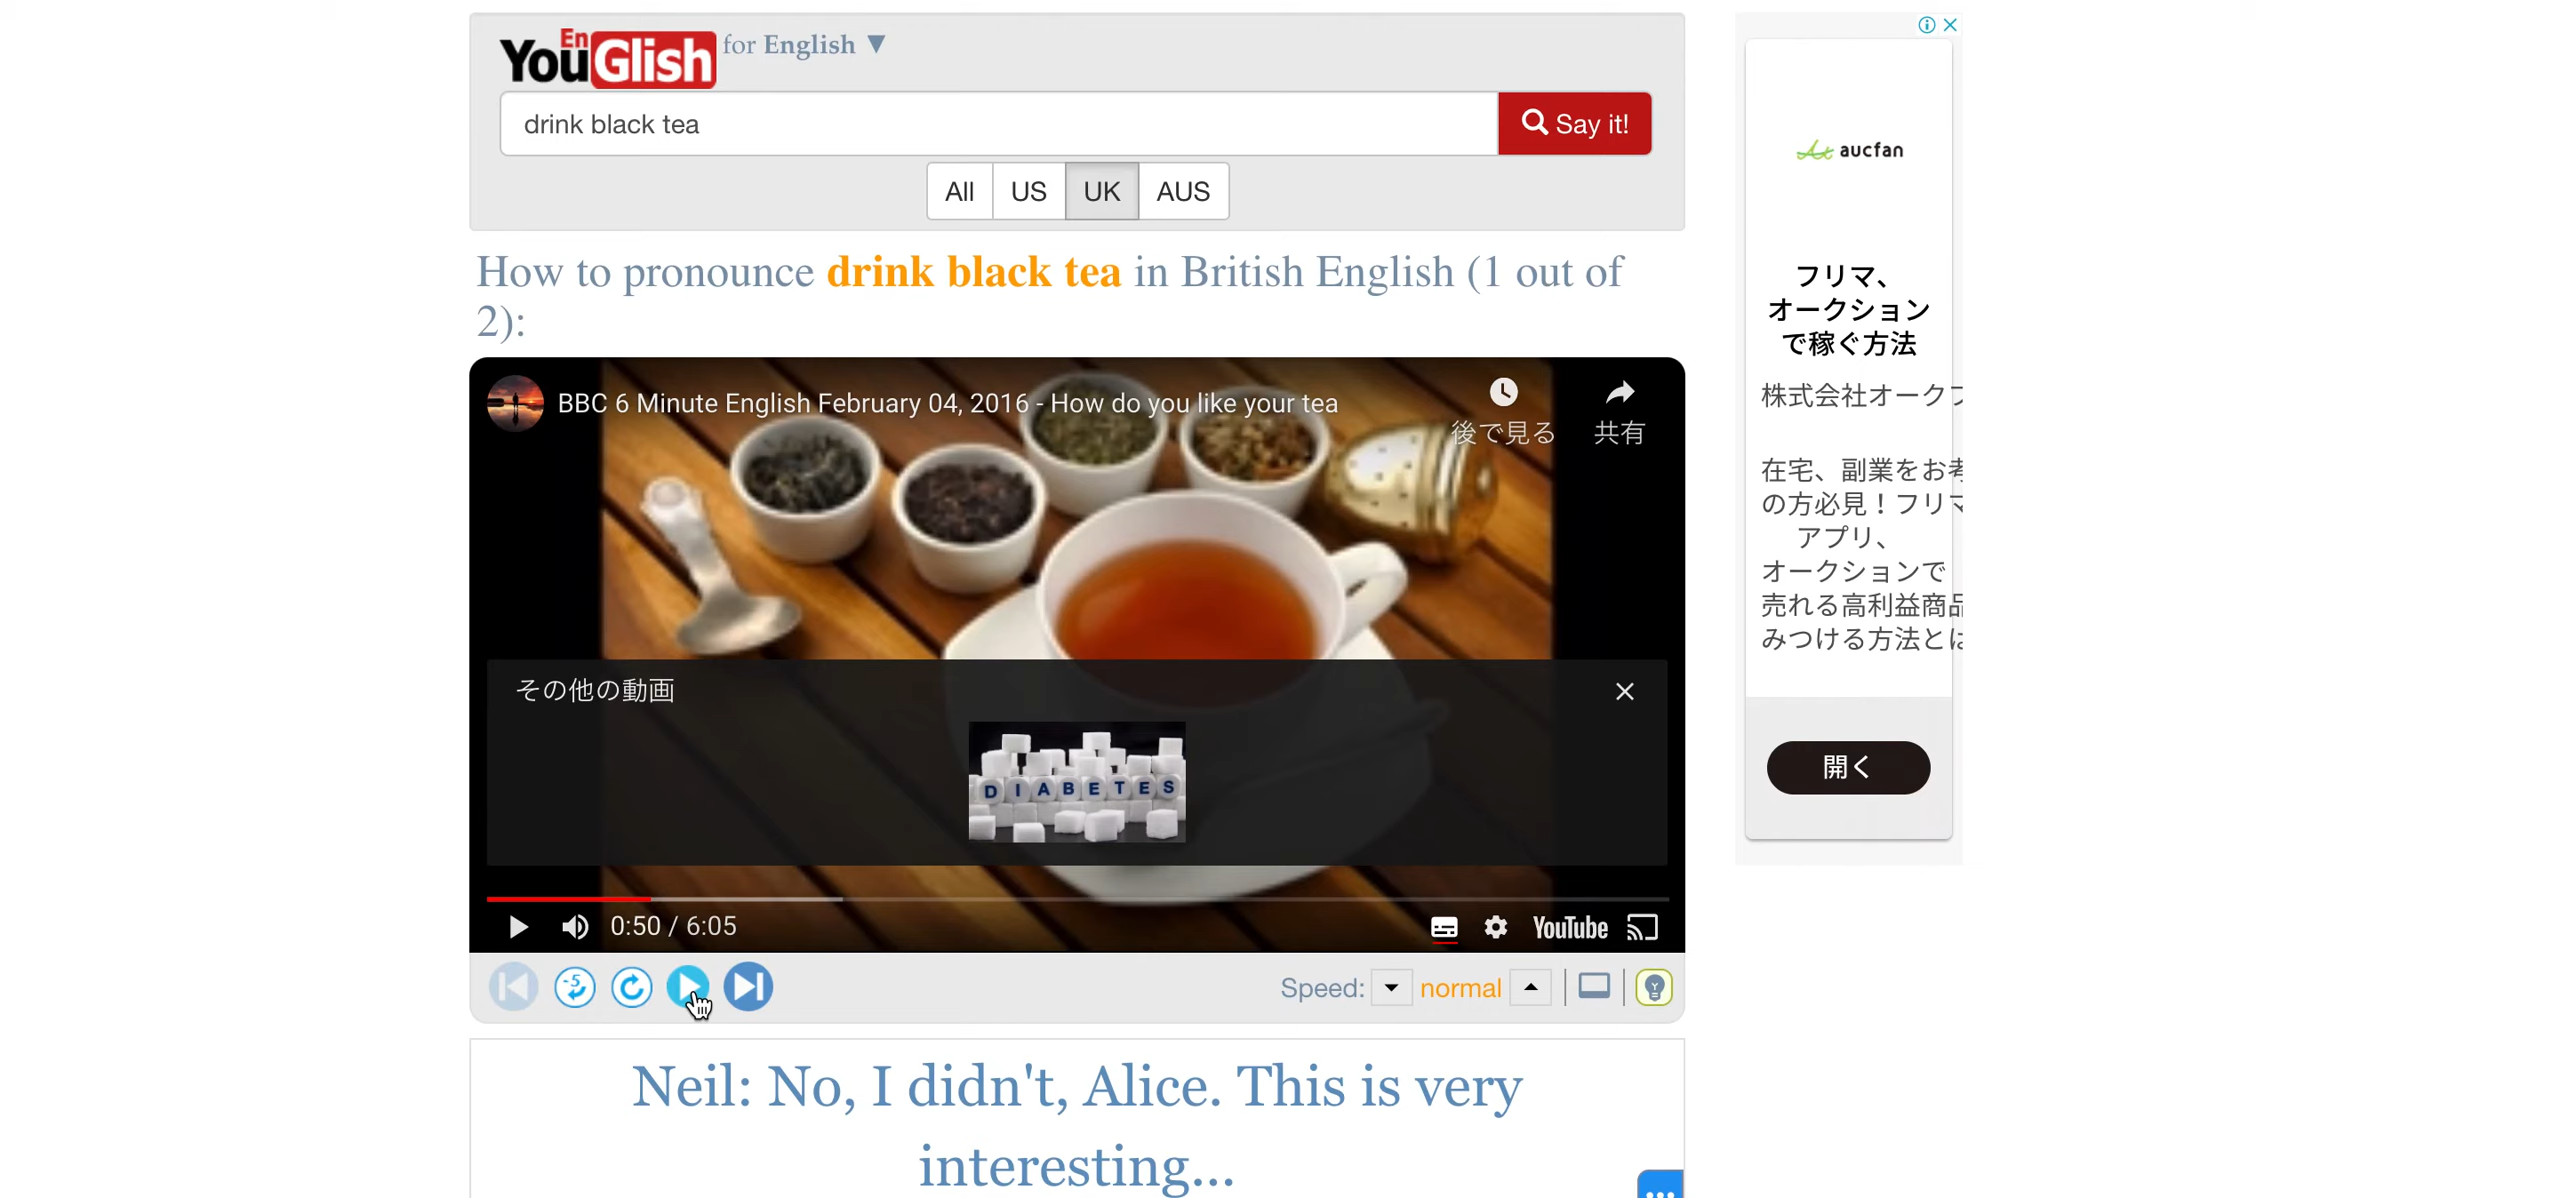 YouEnGlish for English ▼
drink black tea
Say it!
All US UK AUS
How to pronounce drink black tea in British English (1 out of
2):
BBC 6 Minute English February 04, 2016 - How do you like your tea
後で見る 共有
その他の動画
DIABETES
0:50 / 6:05
YouTube
Speed: normal
Neil: No, I didn't, Alice. This is very
interesting...
aucfan
フリマ、
オークション
で稼ぐ方法
株式会社オークフ
在宅、副業をお考
の方必見！フリマ
アプリ、
オークションで
売れる高利益商品
みつける方法とは
開く